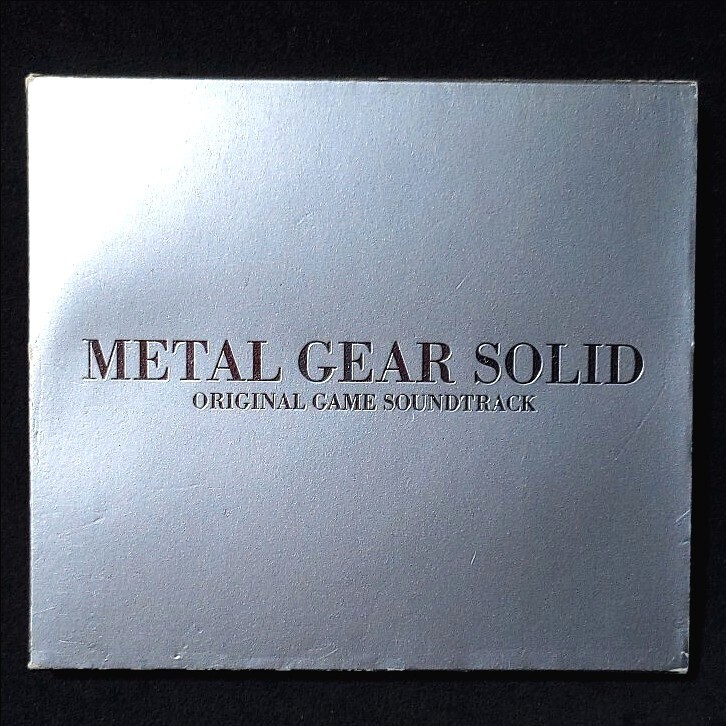 METAL GEAR SOLID
ORIGINAL GAME SOUNDTRACK